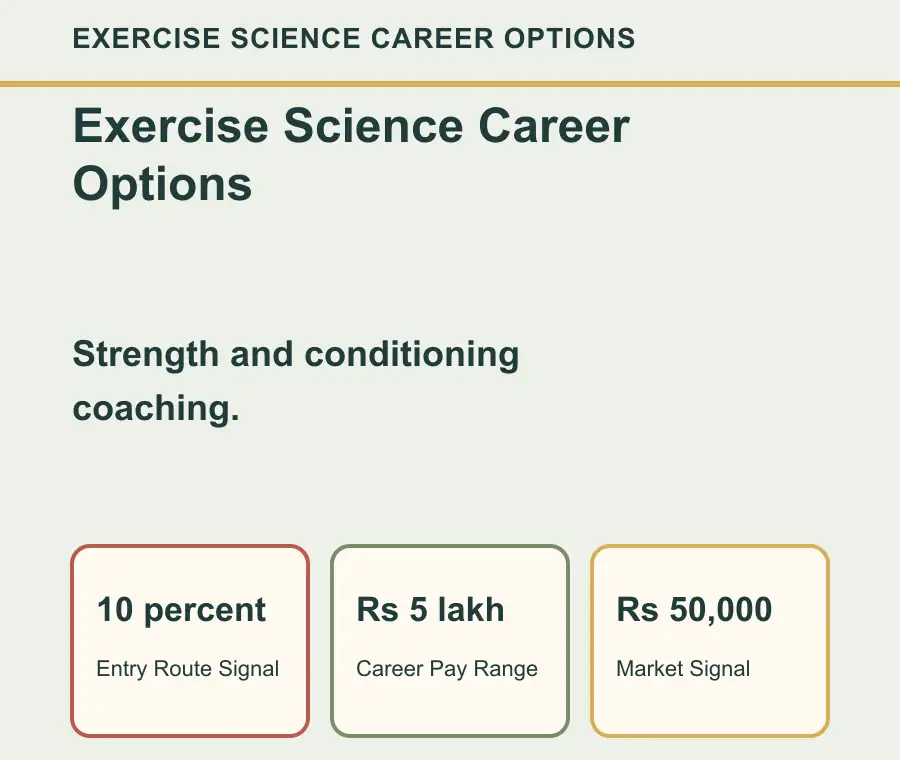 EXERCISE SCIENCE CAREER OPTIONS
Exercise Science Career
Options
Strength and conditioning
coaching.
10 percent
Entry Route Signal
Rs 5 lakh
Career Pay Range
Rs 50,000
Market Signal